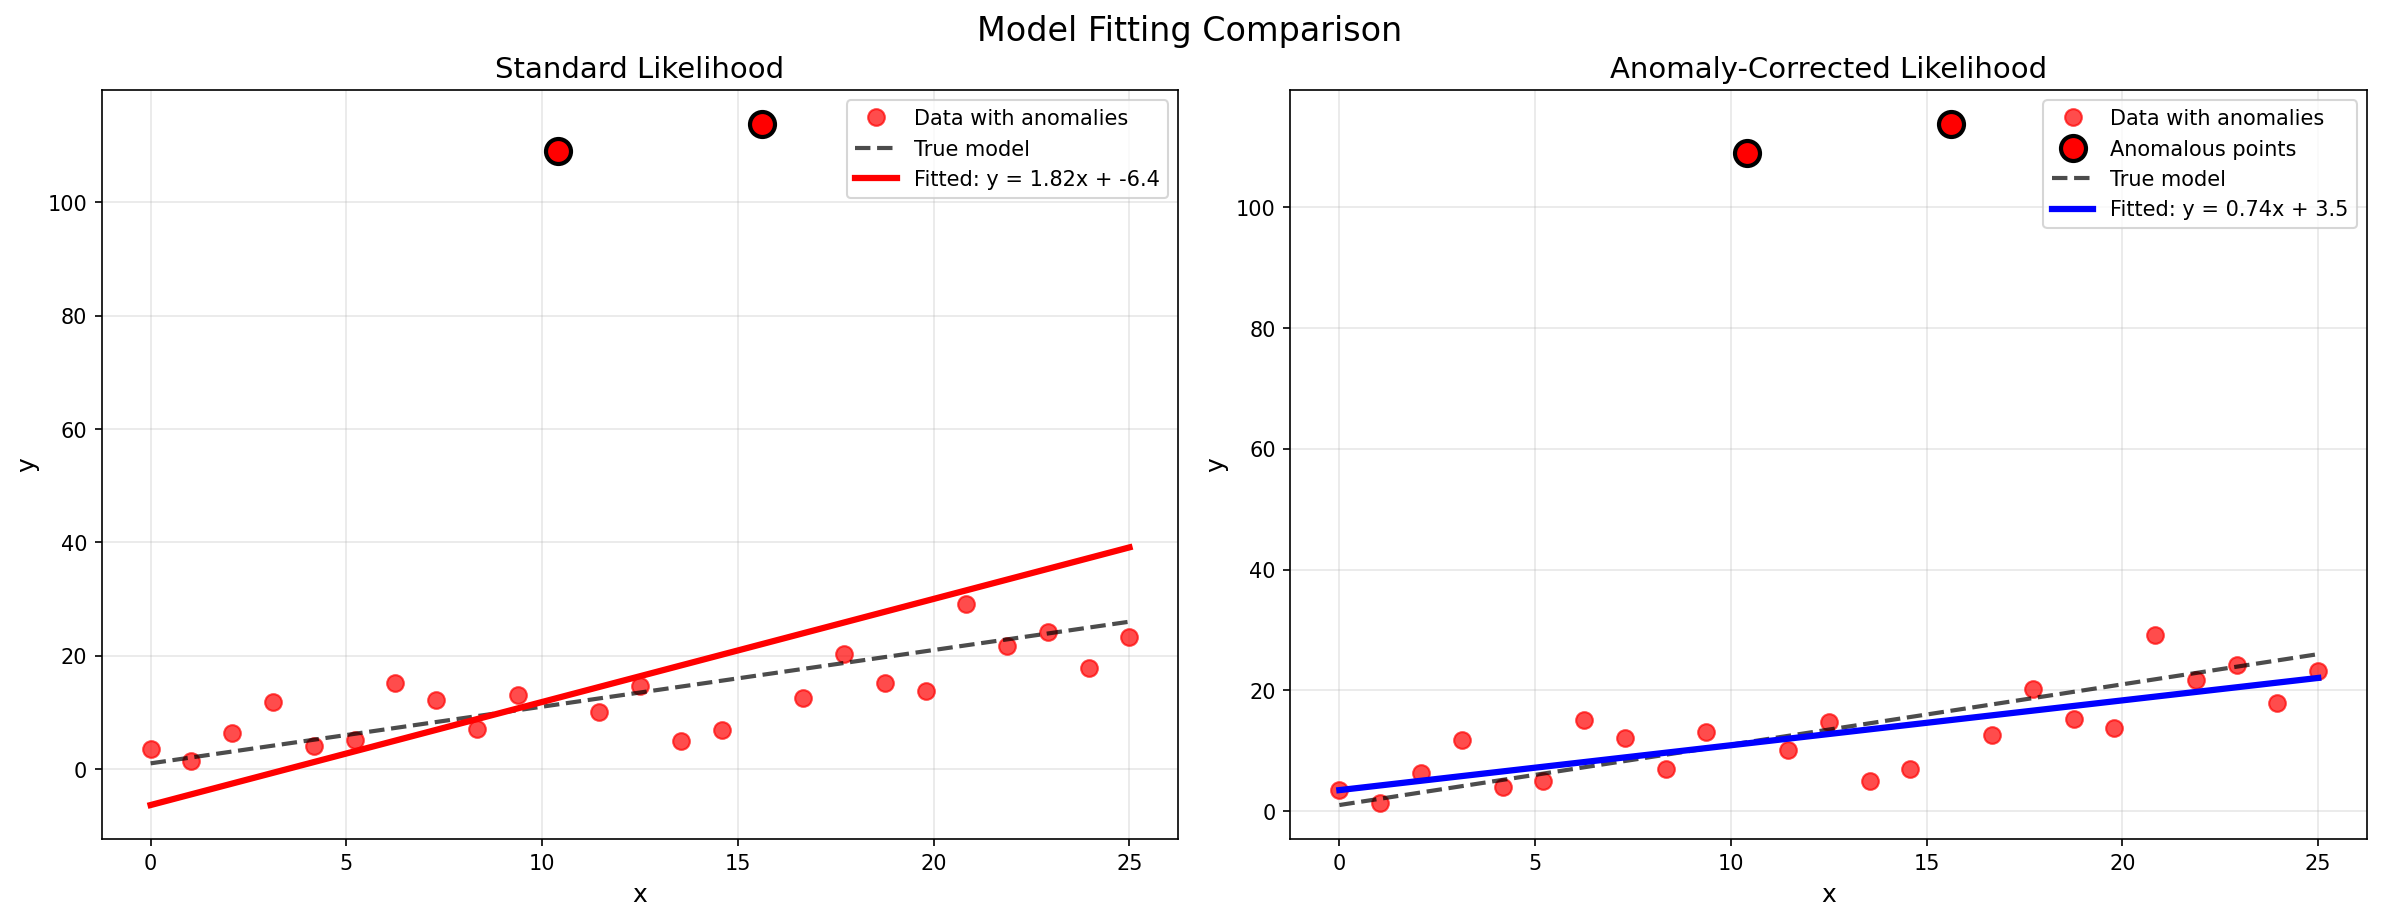 Model Fitting Comparison
Standard Likelihood
Data with anomalies
True model
Fitted: y = 1.82x + -6.4
100
80
60
40
20
0
y
0 5 10 15 20 25
x
Anomaly-Corrected Likelihood
Data with anomalies
Anomalous points
True model
Fitted: y = 0.74x + 3.5
100
80
60
40
20
0
y
0 5 10 15 20 25
x